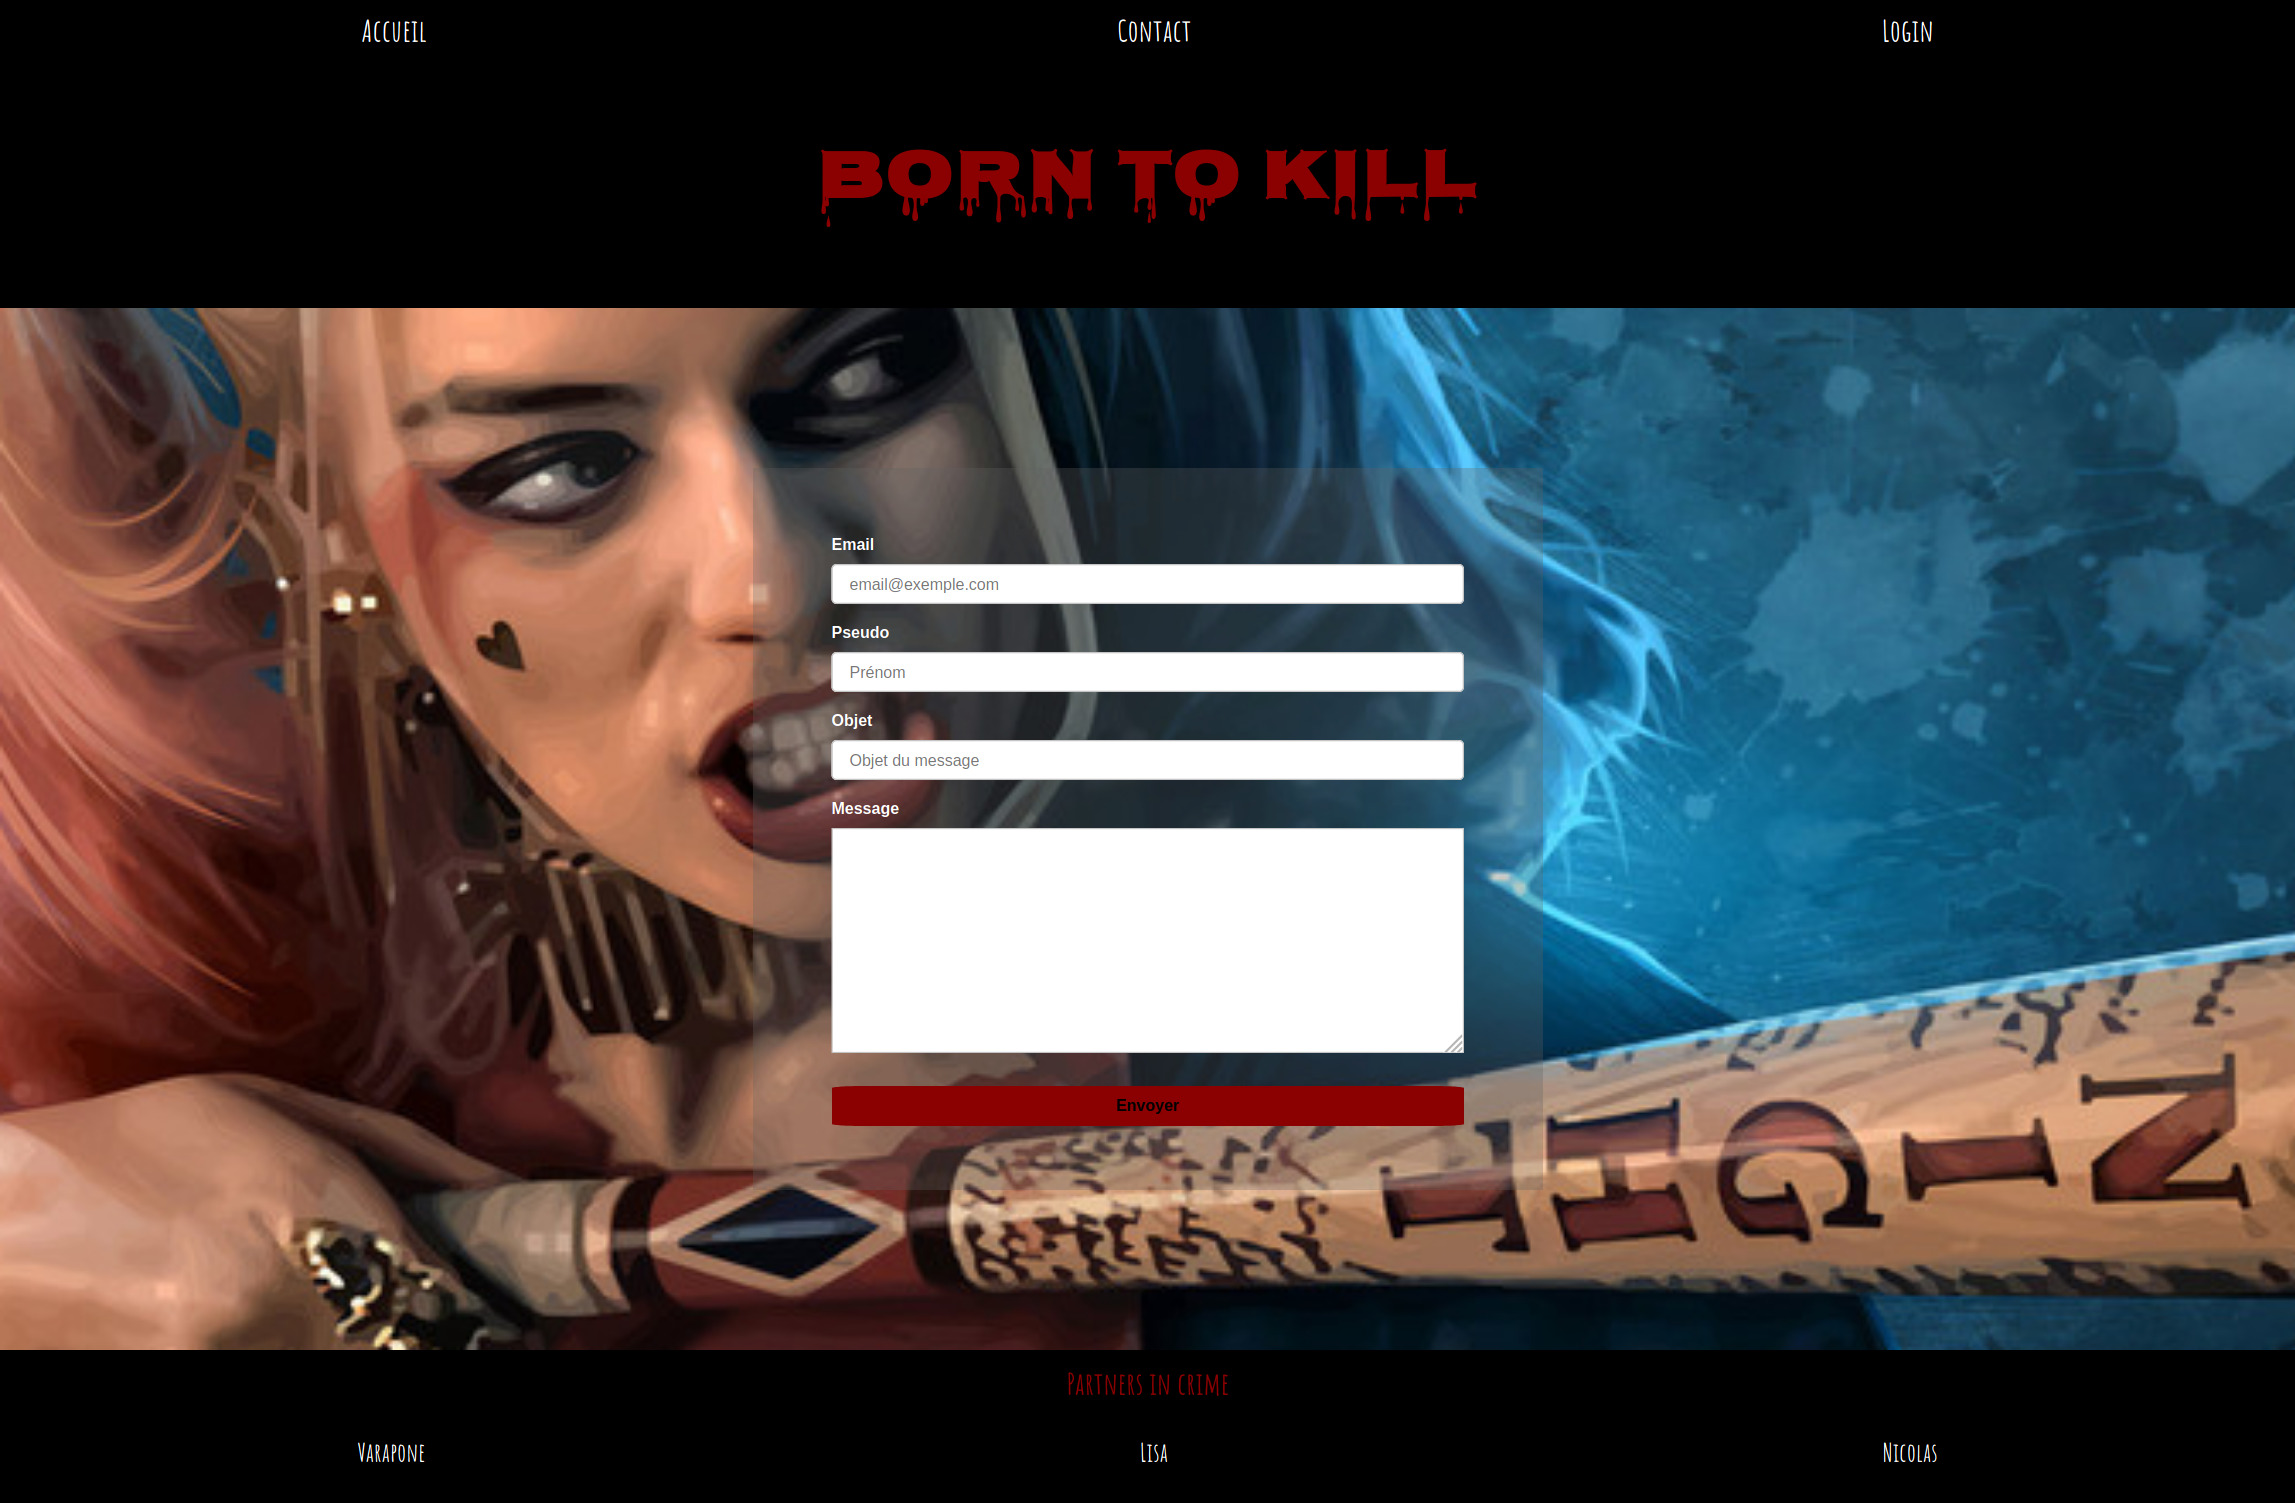 Accueil Contact Login
BORN TO KILL
Email
email@exemple.com
Pseudo
Prénom
Objet
Objet du message
Message
Envoyer
NIGHT
Partners in crime
Varapone Lisa Nicolas